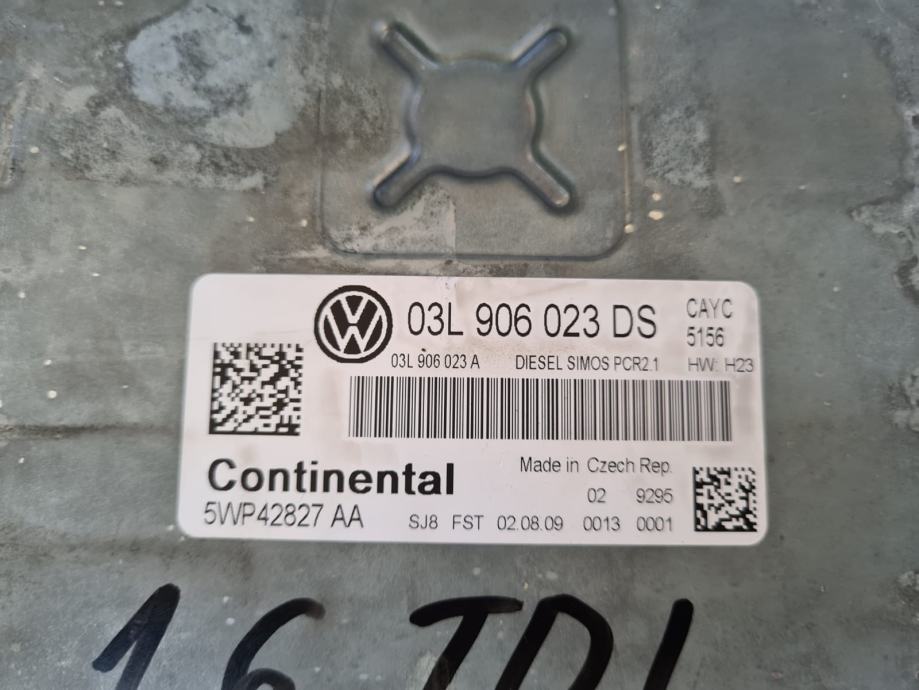 03L 906 023 DS CAYC
5156
03L 906 023 A DIESEL SIMOS PCR2.1 HW: H23
Continental Made in Czech Rep.
02 9295
5WP42827 AA SJ8 FST 02.08.09 0013 0001
1.6 TDI